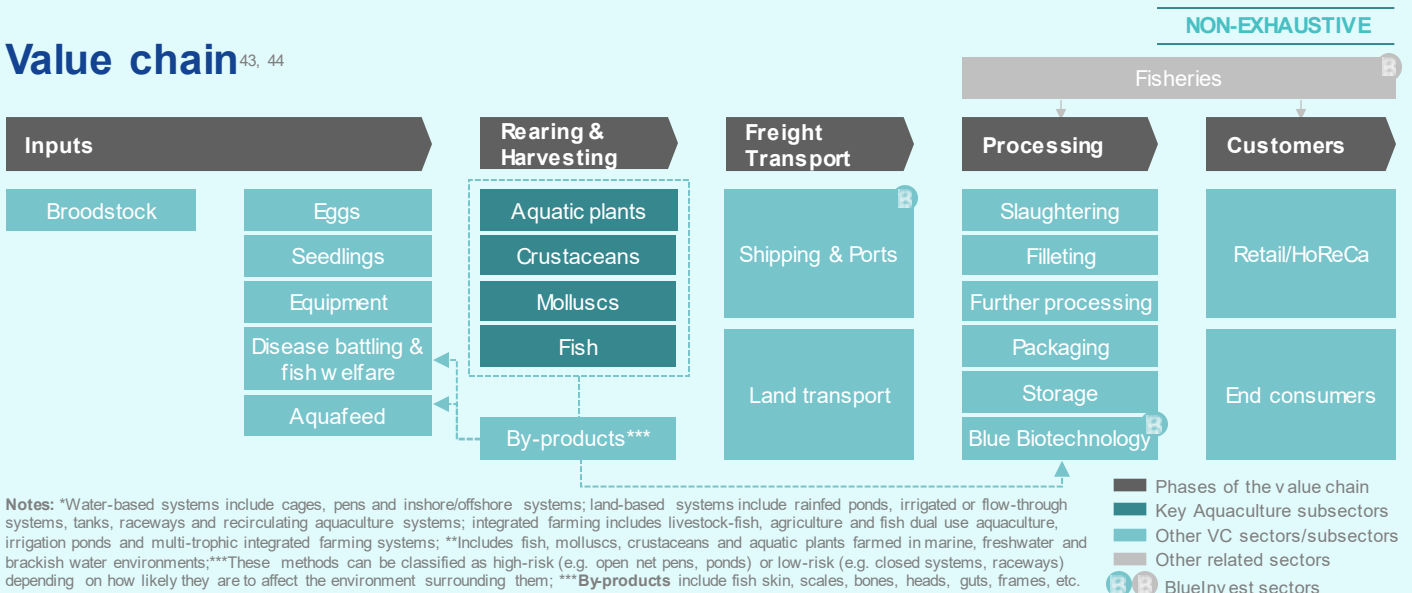 NON-EXHAUSTIVE
Value chain 43, 44
Fisheries
B
Inputs
Rearing &
Harvesting
Freight
Transport
Processing
Customers
Broodstock
Eggs
Seedlings
Equipment
Disease battling &
fish welfare
Aquafeed
Aquatic plants
Crustaceans
Molluscs
Fish
By-products***
B
Shipping & Ports
Land transport
Slaughtering
Filleting
Further processing
Packaging
Storage
Blue Biotechnology
B
Retail/HoReCa
End consumers
Notes: *Water-based systems include cages, pens and inshore/offshore systems; land-based systems include rainfed ponds, irrigated or flow-through
systems, tanks, raceways and recirculating aquaculture systems; integrated farming includes livestock-fish, agriculture and fish dual use aquaculture,
irrigation ponds and multi-trophic integrated farming systems; **Includes fish, molluscs, crustaceans and aquatic plants farmed in marine, freshwater and
brackish water environments;***These methods can be classified as high-risk (e.g. open net pens, ponds) or low-risk (e.g. closed systems, raceways)
depending on how likely they are to affect the environment surrounding them; ***By-products include fish skin, scales, bones, heads, guts, frames, etc.
Phases of the value chain
Key Aquaculture subsectors
Other VC sectors/subsectors
Other related sectors
B B BlueInvest sectors